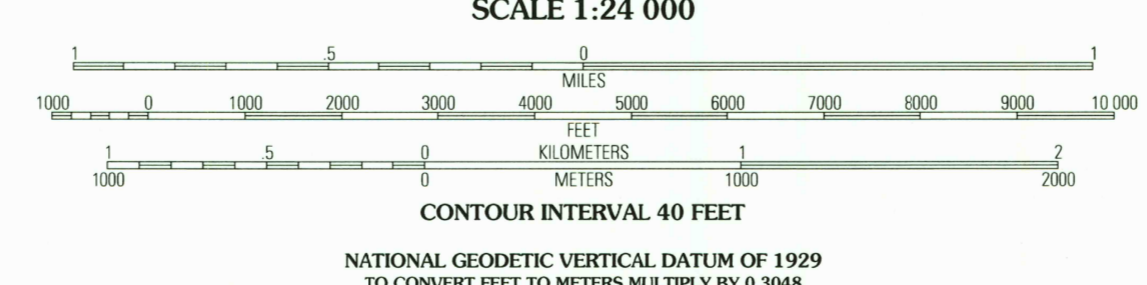 SCALE 1:24 000
1 .5 0 1
MILES
1000 0 1000 2000 3000 4000 5000 6000 7000 8000 9000 10 000
FEET
1 .5 0 KILOMETERS 1 2
1000 0 METERS 1000 2000
CONTOUR INTERVAL 40 FEET
NATIONAL GEODETIC VERTICAL DATUM OF 1929
TO CONVERT FEET TO METERS MULTIPLY BY 0.3048